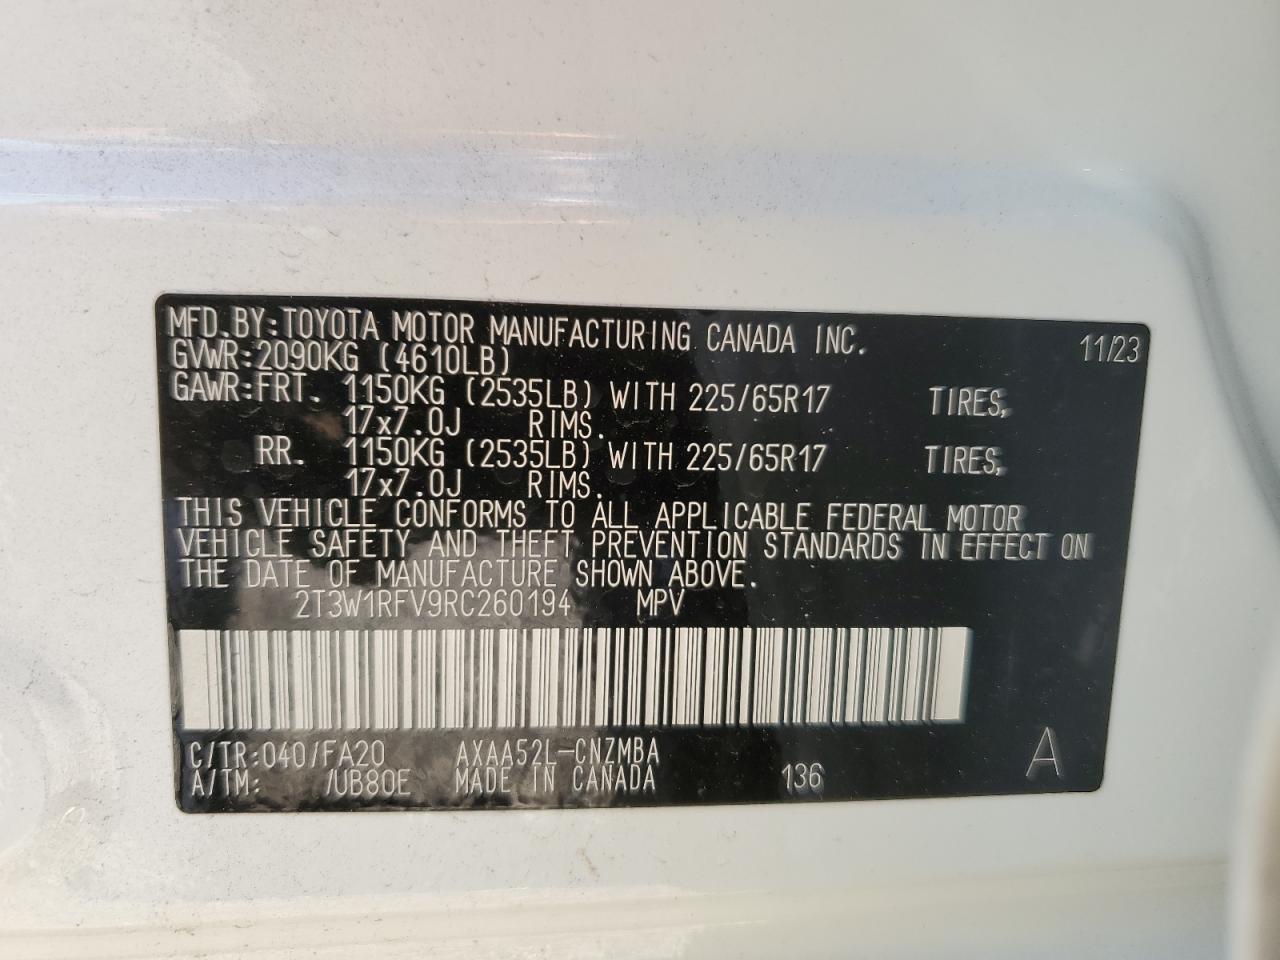 MFD.BY:TOYOTA MOTOR MANUFACTURING CANADA INC. 11/23
GVWR:2090KG (4610LB)
GAWR:FRT. 1150KG (2535LB) WITH 225/65R17 TIRES,
17x7.0J RIMS.
RR. 1150KG (2535LB) WITH 225/65R17 TIRES,
17x7.0J RIMS.
THIS VEHICLE CONFORMS TO ALL APPLICABLE FEDERAL MOTOR
VEHICLE SAFETY AND THEFT PREVENTION STANDARDS IN EFFECT ON
THE DATE OF MANUFACTURE SHOWN ABOVE.
2T3W1RFV9RC260194 MPV
C/TR:040/FA20 AXAA52L-CNZMBA A
A/TM: /UB80E MADE IN CANADA 136